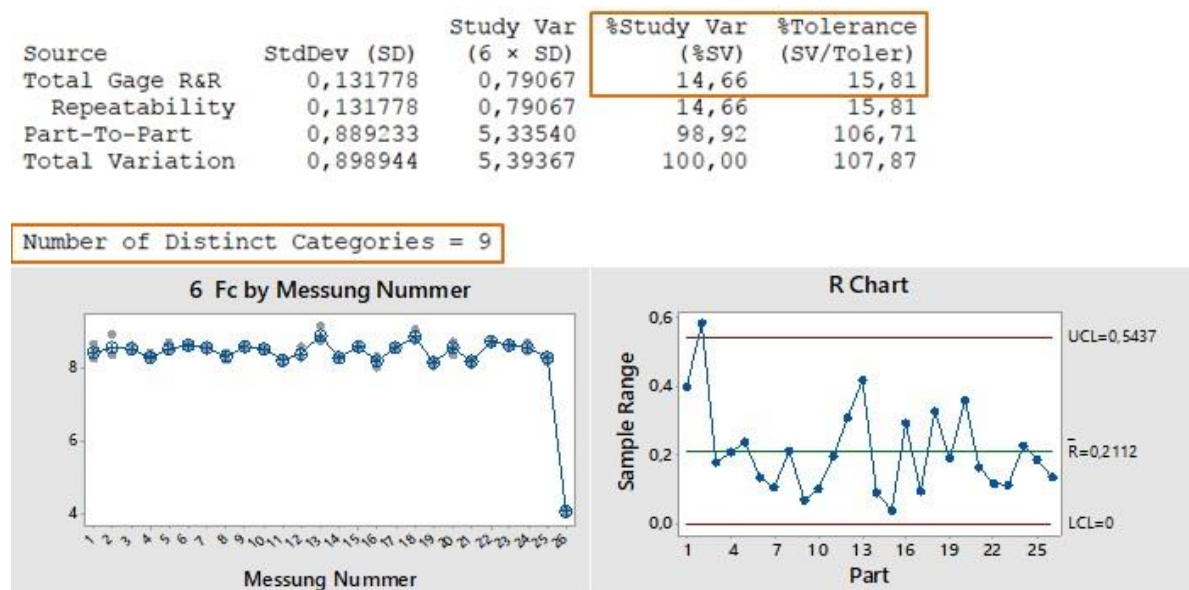 Study Var %Study Var %Tolerance
Source StdDev (SD) (6 × SD) (%SV) (SV/Toler)
Total Gage R&R 0,131778 0,79067 14,66 15,81
Repeatability 0,131778 0,79067 14,66 15,81
Part-To-Part 0,889233 5,33540 98,92 106,71
Total Variation 0,898944 5,39367 100,00 107,87
Number of Distinct Categories = 9
6 Fc by Messung Nummer
8
6
4
1 2 3 4 5 6 7 8 9 10 11 12 13 14 15 16 17 18 19 20 21 22 23 24 25 26
Messung Nummer
R Chart
Sample Range
0,6
0,4
0,2
0,0
UCL=0,5437
R̄=0,2112
LCL=0
1 4 7 10 13 16 19 22 25
Part